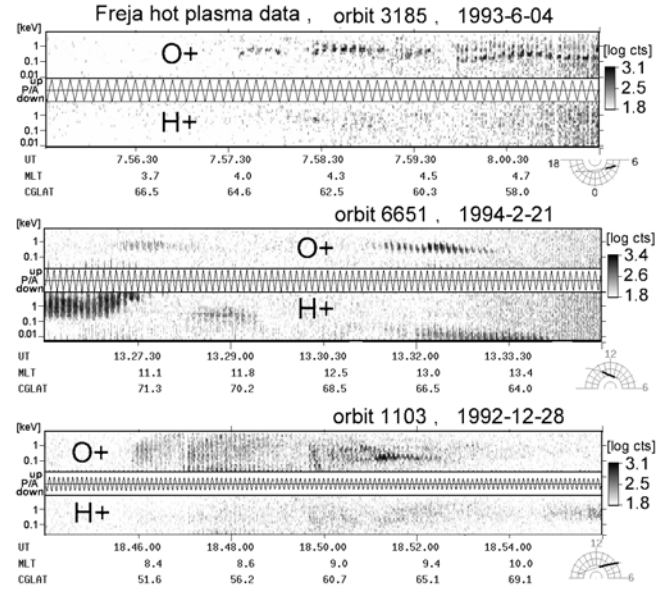 Freja hot plasma data , orbit 3185 , 1993-6-04
[keV]
1
0.1
0.01
O+
[log cts]
3.1
2.5
1.8
up
P/A
down
H+
1
0.1
0.01
UT 7.56.30 7.57.30 7.58.30 7.59.30 8.00.30
MLT 3.7 4.0 4.3 4.5 4.7
CGLAT 66.5 64.6 62.5 60.3 58.0
18 6
0
orbit 6651 , 1994-2-21
[keV]
1
0.1
O+
[log cts]
3.4
2.6
1.8
up
P/A
down
H+
1
0.1
0.01
UT 13.27.30 13.29.00 13.30.30 13.32.00 13.33.30
MLT 11.1 11.8 12.5 13.0 13.4
CGLAT 71.3 70.2 68.5 66.5 64.0
12
6
orbit 1103 , 1992-12-28
[keV]
1
0.1
O+
[log cts]
3.1
2.5
1.8
up
P/A
down
H+
1
0.1
UT 18.46.00 18.48.00 18.50.00 18.52.00 18.54.00
MLT 8.4 8.6 9.0 9.4 10.0
CGLAT 51.6 56.2 60.7 65.1 69.1
12
6